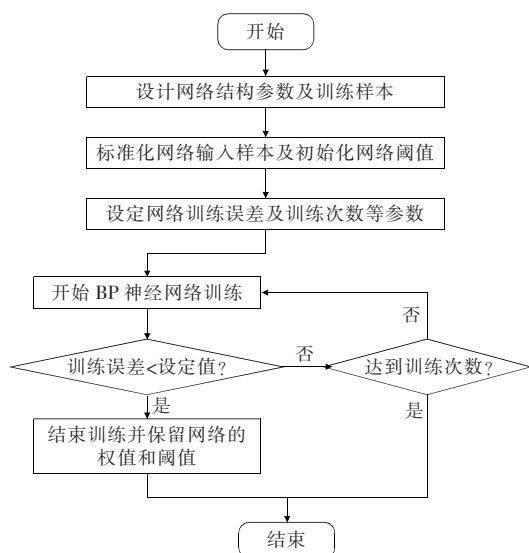 开始
设计网络结构参数及训练样本
标准化网络输入样本及初始化网络阈值
设定网络训练误差及训练次数等参数
开始 BP 神经网络训练
否
训练误差<设定值?
否
达到训练次数?
是
是
结束训练并保留网络的
权值和阈值
结束